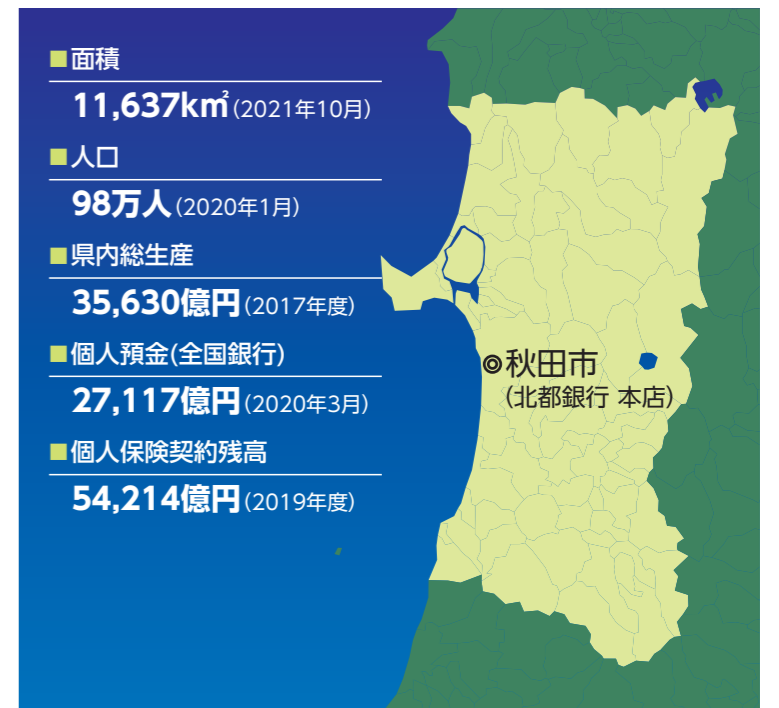 ■面積
11,637k㎡(2021年10月)
■人口
98万人(2020年1月)
■県内総生産
35,630億円(2017年度)
■個人預金(全国銀行)
27,117億円(2020年3月)
■個人保険契約残高
54,214億円(2019年度)
◎秋田市
(北都銀行 本店)